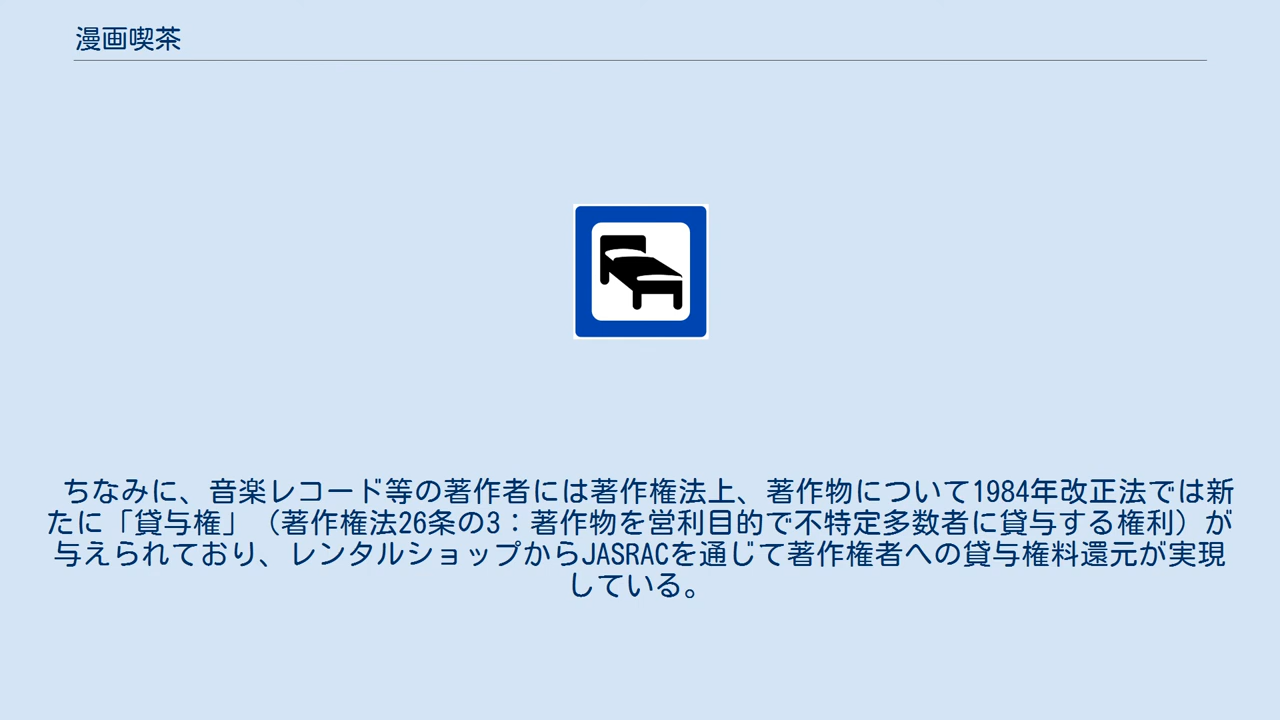 漫画喫茶
ちなみに、音楽レコード等の著作者には著作権法上、著作物について1984年改正法では新
たに「貸与権」（著作権法26条の3：著作物を営利目的で不特定多数者に貸与する権利）が
与えられており、レンタルショップからJASRACを通じて著作権者への貸与権料還元が実現
している。